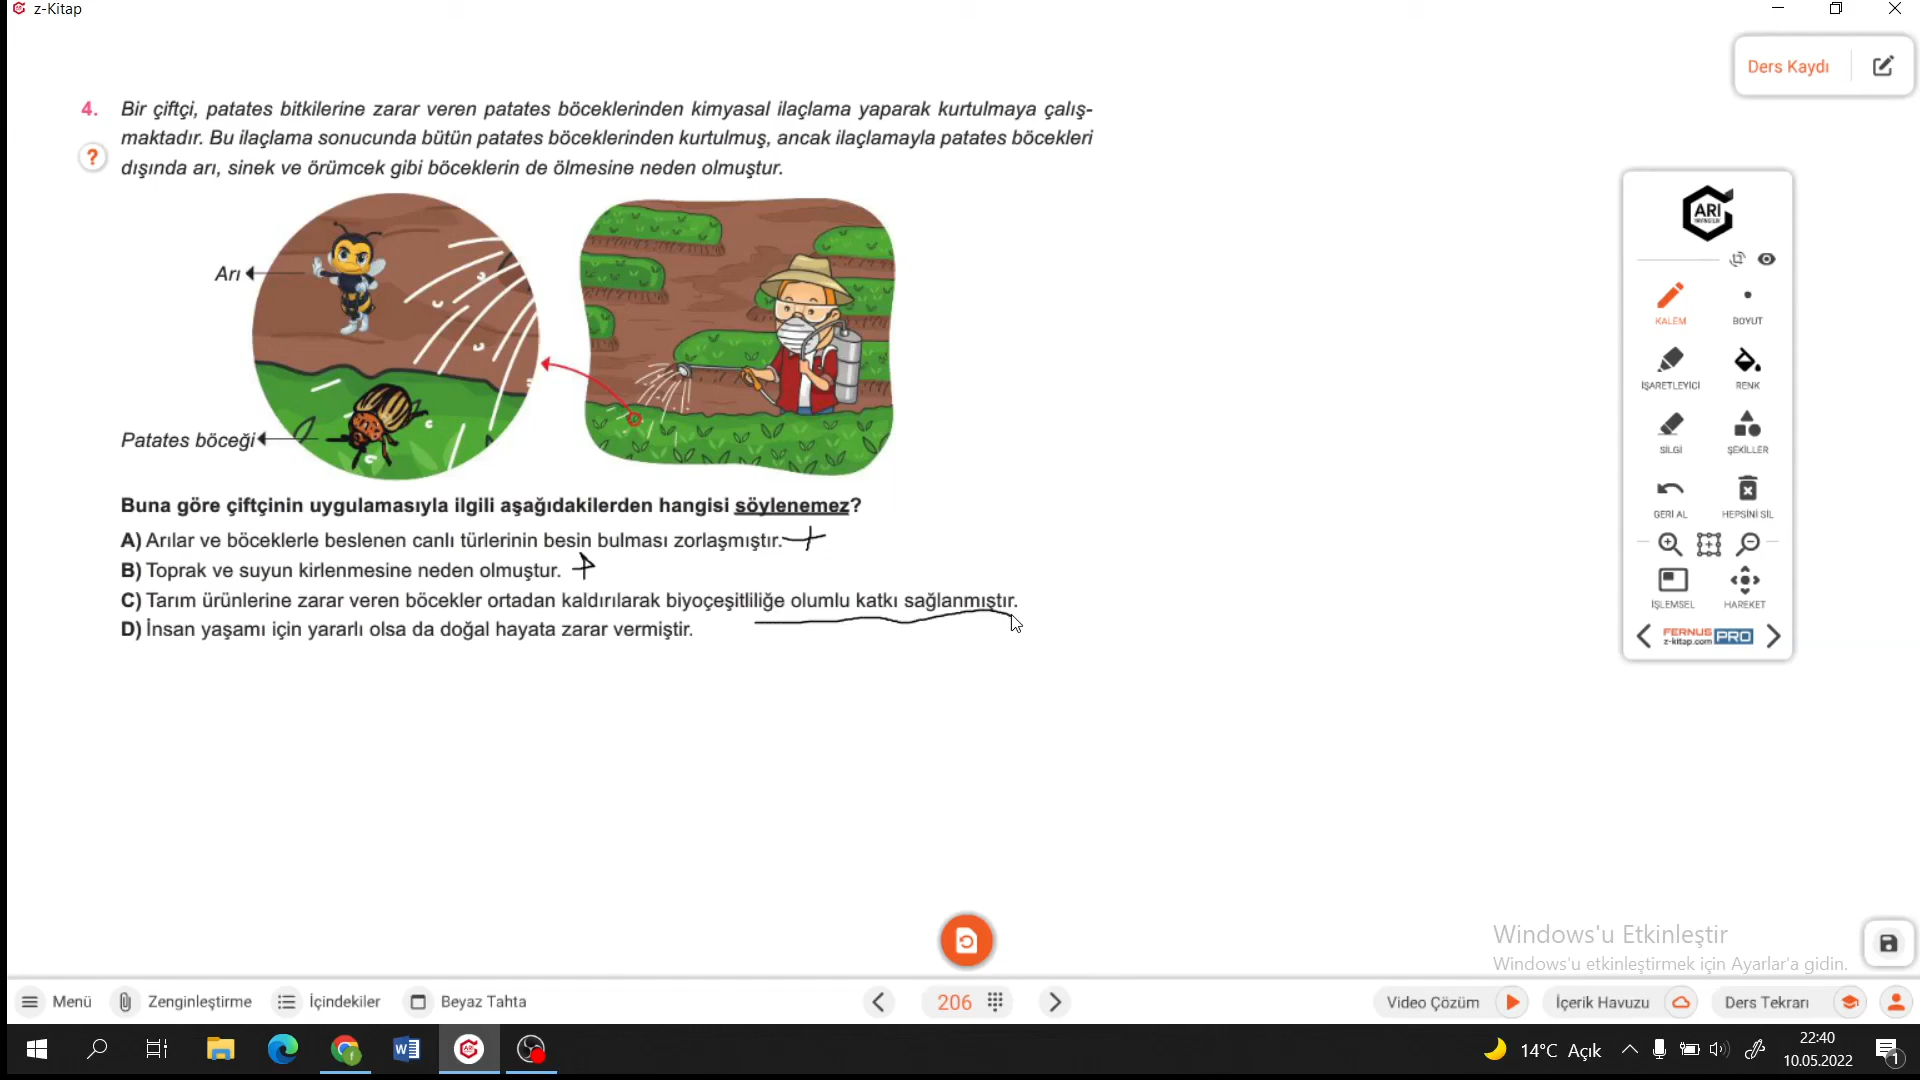 z-Kitap
Ders Kaydı
4. Bir çiftçi, patates bitkilerine zarar veren patates böceklerinden kimyasal ilaçlama yaparak kurtulmaya çalış-
maktadır. Bu ilaçlama sonucunda bütün patates böceklerinden kurtulmuş, ancak ilaçlamayla patates böcekleri
?
dışında arı, sinek ve örümcek gibi böceklerin de ölmesine neden olmuştur.
Arı
Patates böceği
Buna göre çiftçinin uygulamasıyla ilgili aşağıdakilerden hangisi söylenemez?
A) Arılar ve böceklerle beslenen canlı türlerinin besin bulması zorlaşmıştır.
B) Toprak ve suyun kirlenmesine neden olmuştur.
C) Tarım ürünlerine zarar veren böcekler ortadan kaldırılarak biyoçeşitliliğe olumlu katkı sağlanmıştır.
D) İnsan yaşamı için yararlı olsa da doğal hayata zarar vermiştir.
ARI
KALEM BOYUT
İŞARETLEYİCİ RENK
SİLGİ ŞEKİLLER
GERİ AL HEPSİNİ SİL
İŞLEMSEL HAREKET
FERNUS
z-kitap.com PRO
Windows'u Etkinleştir
Windows'u etkinleştirmek için Ayarlar'a gidin.
Menü Zenginleştirme İçindekiler Beyaz Tahta 206 Video Çözüm İçerik Havuzu Ders Tekrarı
14°C Açık 22:40
10.05.2022 1